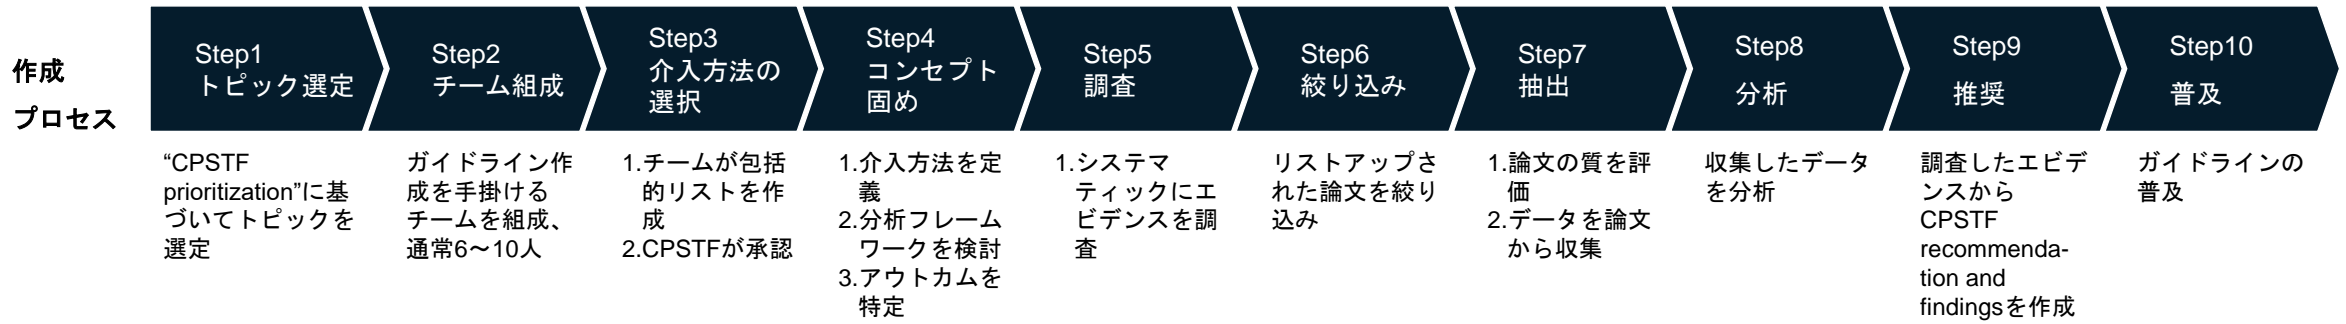 作成
プロセス
Step1
トピック選定
Step2
チーム組成
Step3
介入方法の
選択
Step4
コンセプト
固め
Step5
調査
Step6
絞り込み
Step7
抽出
Step8
分析
Step9
推奨
Step10
普及
“CPSTF
prioritization”に基
づいてトピックを
選定
ガイドライン作
成を手掛ける
チームを組成、
通常6〜10人
1.チームが包括
的リストを作
成
2.CPSTFが承認
1.介入方法を定
義
2.分析フレーム
ワークを検討
3.アウトカムを
特定
1.システマ
ティックにエ
ビデンスを調
査
リストアップさ
れた論文を絞り
込み
1.論文の質を評
価
2.データを論文
から収集
収集したデータ
を分析
調査したエビデ
ンスから
CPSTF
recommenda-
tion and
findingsを作成
ガイドラインの
普及